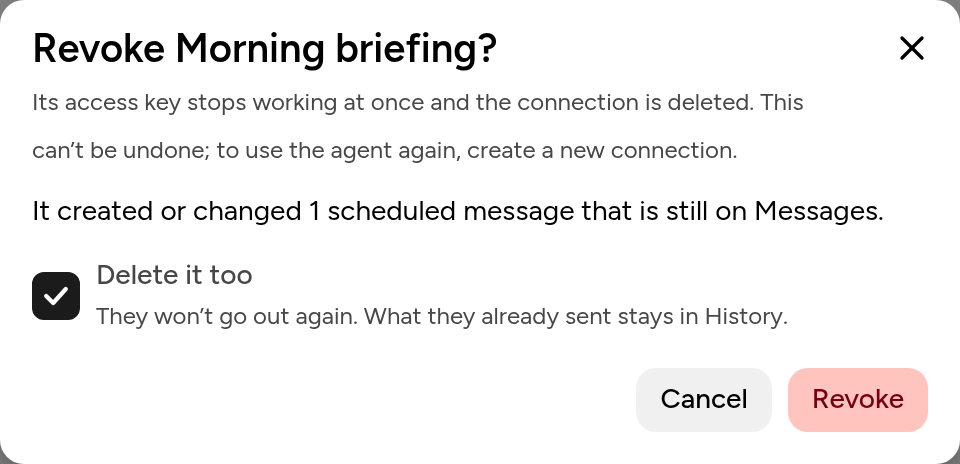 Revoke Morning briefing?
Its access key stops working at once and the connection is deleted. This
can’t be undone; to use the agent again, create a new connection.
It created or changed 1 scheduled message that is still on Messages.
Delete it too
They won’t go out again. What they already sent stays in History.
Cancel
Revoke